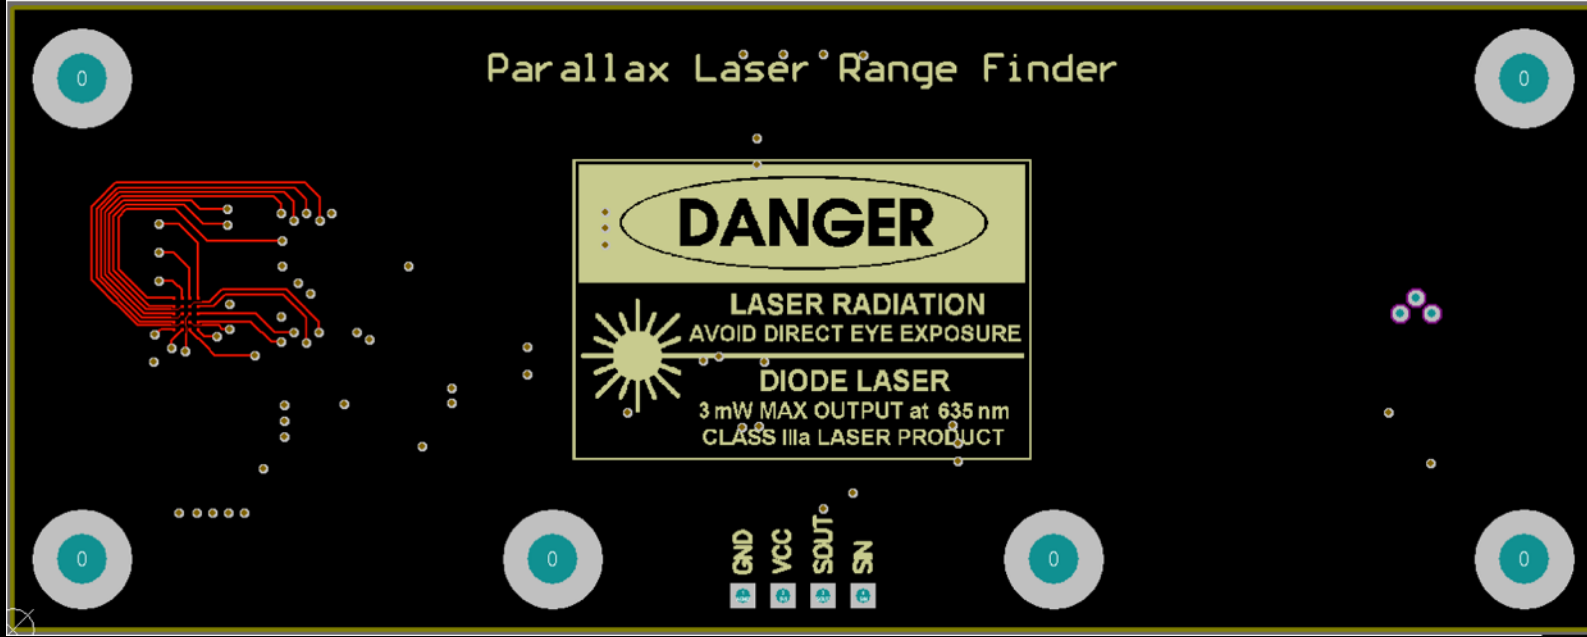 Parallax Laser Range Finder
0
0
DANGER
LASER RADIATION
AVOID DIRECT EYE EXPOSURE
DIODE LASER
3 mW MAX OUTPUT at 635 nm
CLASS IIIa LASER PRODUCT
GND
VCC
SOUT
SIN
0
0
0
0